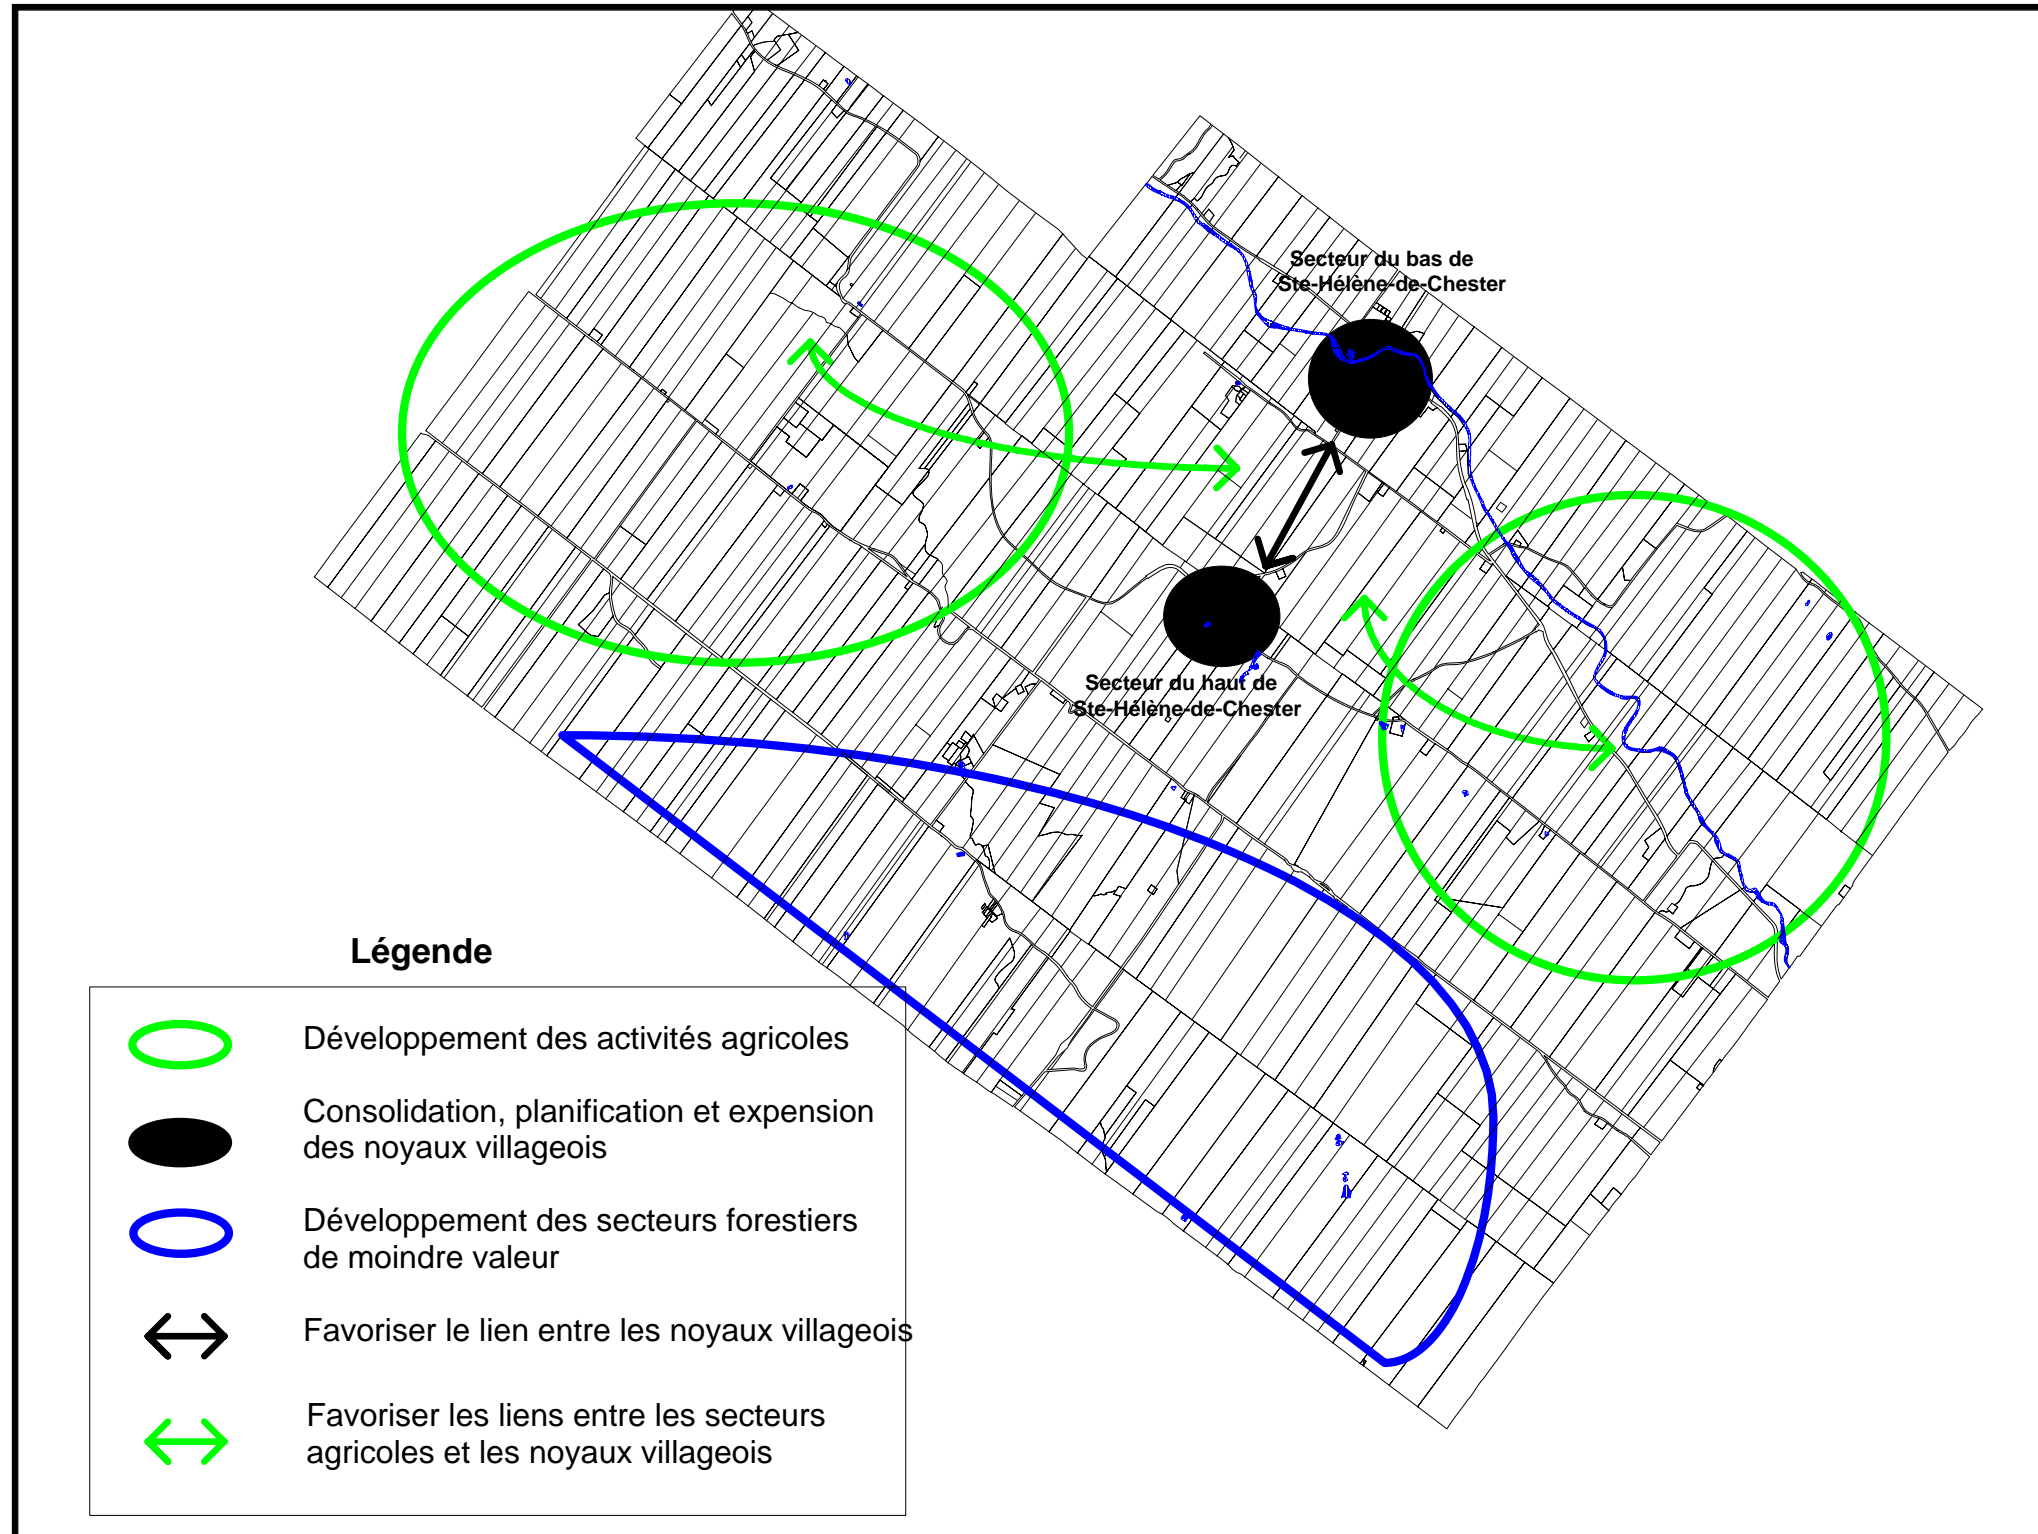 Secteur du bas de
Ste-Hélène-de-Chester
Secteur du haut de
Ste-Hélène-de-Chester
Légende
Développement des activités agricoles
Consolidation, planification et expension
des noyaux villageois
Développement des secteurs forestiers
de moindre valeur
Favoriser le lien entre les noyaux villageois
Favoriser les liens entre les secteurs
agricoles et les noyaux villageois